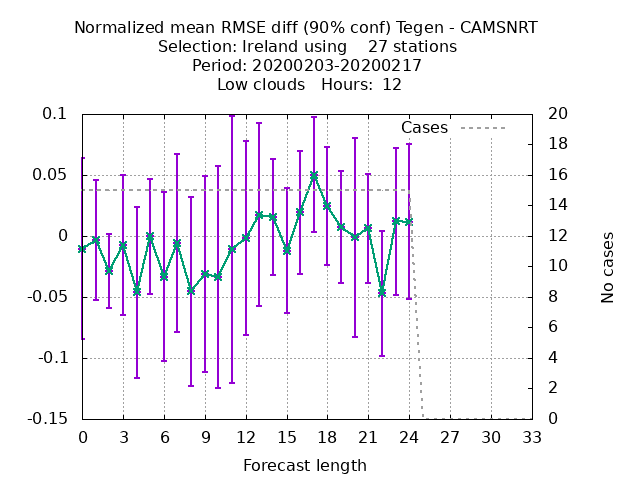 Normalized mean RMSE diff (90% conf) Tegen - CAMSNRT
Selection: Ireland using    27 stations
Period: 20200203-20200217
Low clouds   Hours:  12
Cases
0.1
0.05
0
-0.05
-0.1
-0.15
20
18
16
14
12
10
8
6
4
2
0
No cases
0 3 6 9 12 15 18 21 24 27 30 33
Forecast length